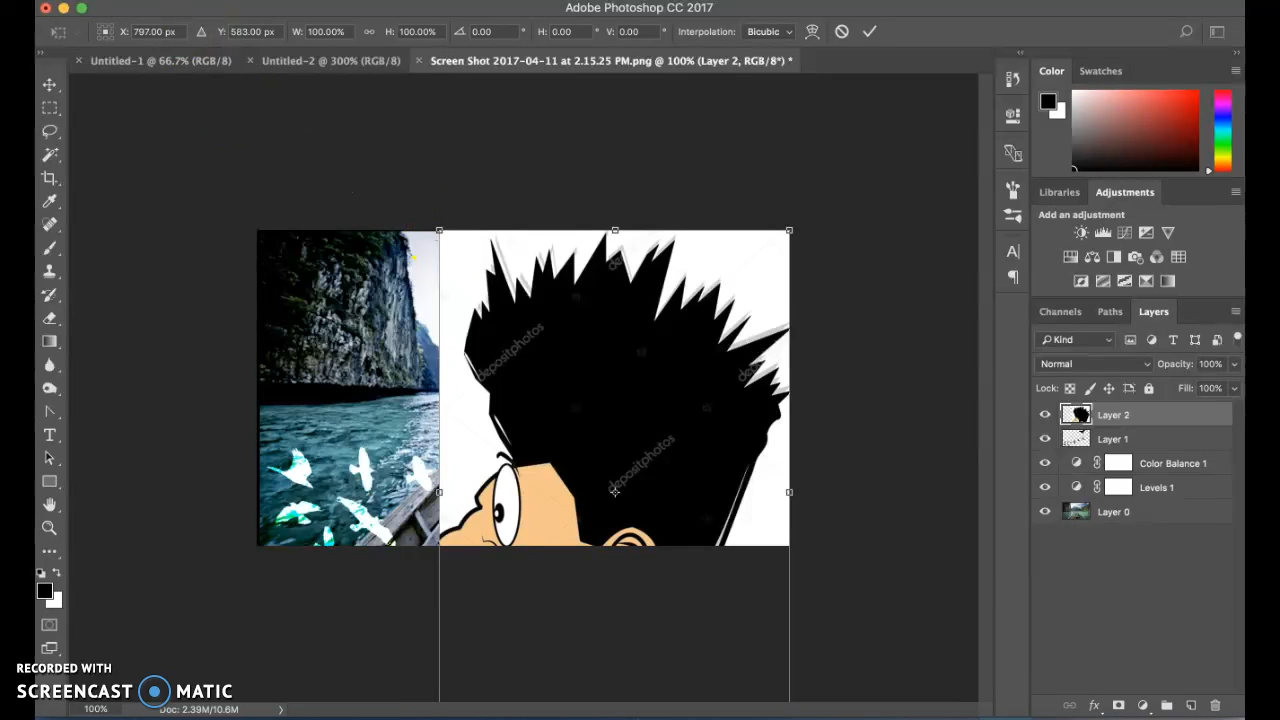 Adobe Photoshop CC 2017
X: 797.00 px Y: 583.00 px W: 100.00% H: 100.00% 0.00 ° H: 0.00 ° V: 0.00 ° Interpolation: Bicubic
× Untitled-1 @ 66.7% (RGB/8) × Untitled-2 @ 300% (RGB/8) × Screen Shot 2017-04-11 at 2.15.25 PM.png @ 100% (Layer 2, RGB/8*) *
Color Swatches
Libraries Adjustments
Add an adjustment
Channels Paths Layers
Kind
Normal Opacity: 100%
Lock: Fill: 100%
Layer 2
Layer 1
Color Balance 1
Levels 1
Layer 0
depositphotos
depositphotos
RECORDED WITH
SCREENCAST MATIC
100% Doc: 2.39M/10.6M